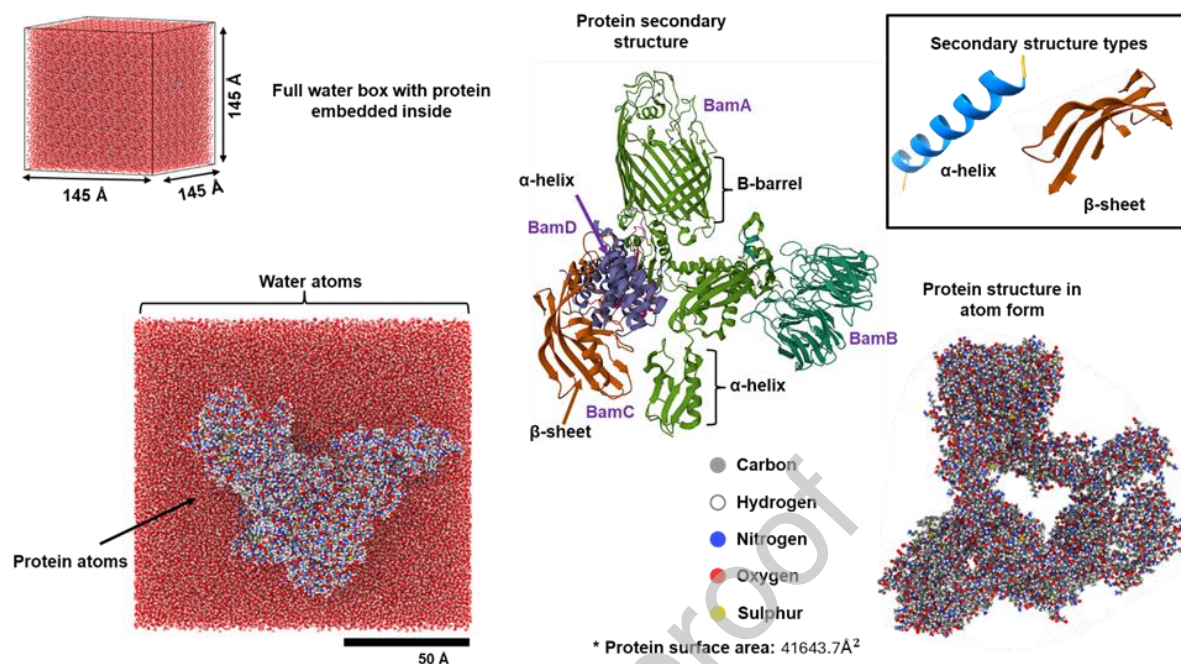 145 Å
145 Å
145 Å
Full water box with protein
embedded inside
Protein secondary
structure
BamA
B-barrel
α-helix
BamD
BamB
α-helix
BamC
β-sheet
Secondary structure types
α-helix
β-sheet
Water atoms
Protein atoms
50 Å
Carbon
Hydrogen
Nitrogen
Oxygen
Sulphur
* Protein surface area: 41643.7Å²
Protein structure in
atom form
proof